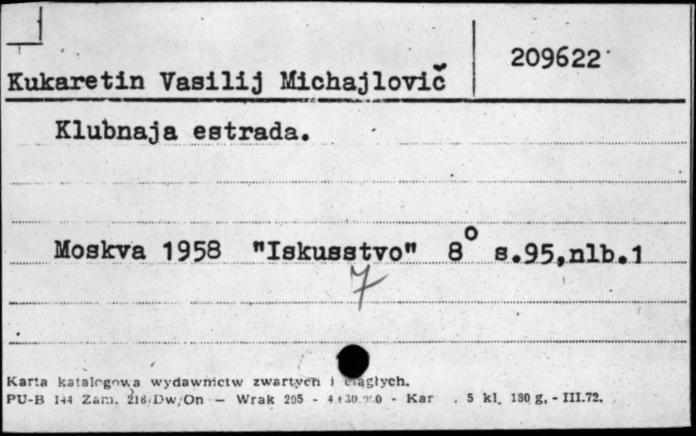 209622
Kukaretin Vasilij Michajlovič
Klubnaja estrada.
Moskva 1958 "Iskusstvo" 8° s.95,nlb.1
7
Karta katalogowa wydawnictw zwartych i ciągłych.
PU-B 144 Zam. 218/Dw/On — Wrak 205 - - Kar . 5 kl. 180 g. - III.72.